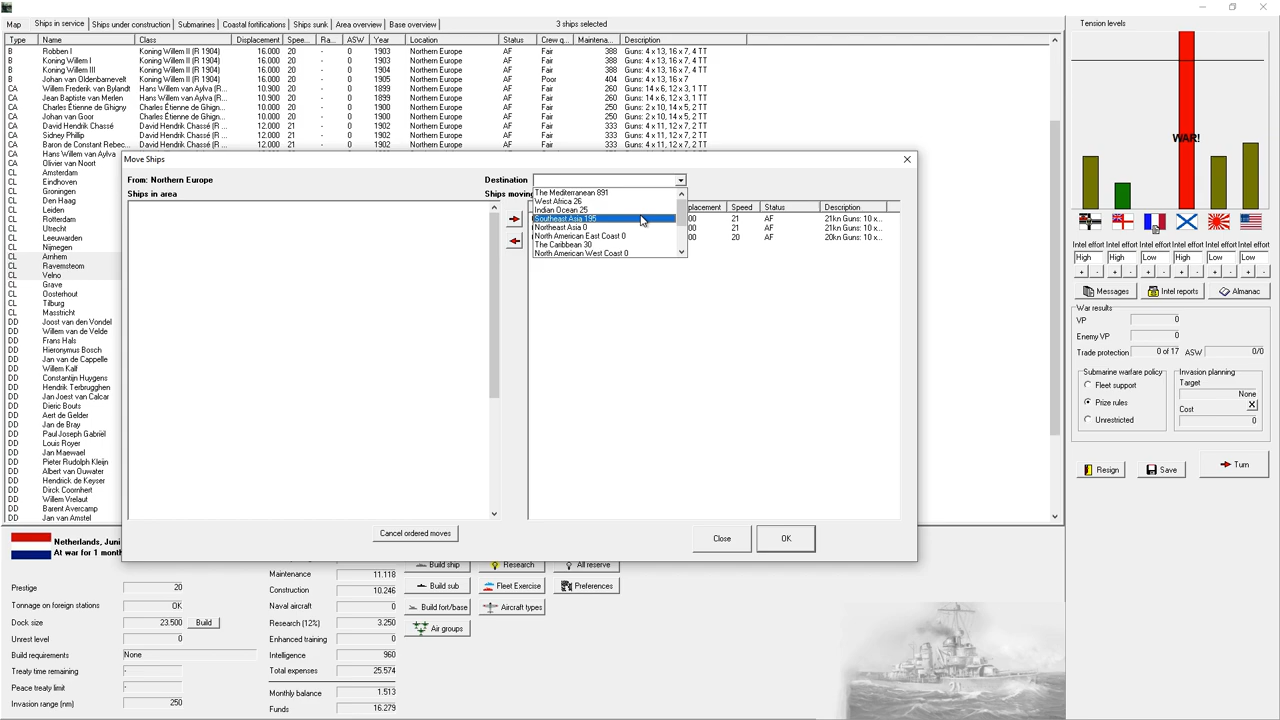 Map Ships in service Ships under construction Submarines Coastal fortifications Ships sunk Area overview Base overview 3 ships selected
Type Name Class Displacement Spee... Ra... ASW Year Location Status Crew q... Maintena... Description
B Robben I Koning Willem II (R 1904) 16.000 20 - 0 1903 Northern Europe AF Fair 388 Guns: 4 x 13, 16 x 7, 4 TT
B Koning Willem I Koning Willem II (R 1904) 16.000 20 - 0 1903 Northern Europe AF Fair 388 Guns: 4 x 13, 16 x 7, 4 TT
B Koning Willem III Koning Willem II (R 1904) 16.000 20 - 0 1904 Northern Europe AF Fair 388 Guns: 4 x 13, 16 x 7, 4 TT
B Johan van Oldenbarnevelt Koning Willem II (R 1904) 16.000 20 - 0 1905 Northern Europe AF Poor 404 Guns: 4 x 13, 16 x 7
CA Willem Frederik van Bylandt Hans Willem van Aylva (R... 10.900 20 - 0 1899 Northern Europe AF Fair 260 Guns: 14 x 6, 12 x 3, 1 TT
CA Jean Baptiste van Merlen Hans Willem van Aylva (R... 10.900 20 - 0 1899 Northern Europe AF Fair 260 Guns: 14 x 6, 12 x 3, 1 TT
CA Charles Étienne de Ghigny Charles Étienne de Ghign... 10.000 20 - 0 1900 Northern Europe AF Fair 250 Guns: 2 x 10, 14 x 5, 2 TT
CA Johan van Goor Charles Étienne de Ghign... 10.000 20 - 0 1900 Northern Europe AF Fair 250 Guns: 2 x 10, 14 x 5, 2 TT
CA David Hendrik Chassé David Hendrik Chassé (R ... 12.000 21 - 0 1902 Northern Europe AF Fair 333 Guns: 4 x 11, 12 x 7, 2 TT
CA Sidney Phillip David Hendrik Chassé (R ... 12.000 21 - 0 1902 Northern Europe AF Fair 333 Guns: 4 x 11, 12 x 7, 2 TT
CA Baron de Constant Rebec... David Hendrik Chassé (R ... 12.000 21 - 0 1902 Northern Europe AF Fair 333 Guns: 4 x 11, 12 x 7, 2 TT
CA Hans Willem van Aylva
CA Olivier van Noort
CL Amsterdam
CL Eindhoven
CL Groningen
CL Den Haag
CL Leiden
CL Rotterdam
CL Utrecht
CL Leeuwarden
CL Nijmegen
CL Arnhem
CL Ravemsteom
CL Velno
CL Grave
CL Oosterhout
CL Tilburg
CL Masstricht
DD Joost van den Vondel
DD Willem van de Velde
DD Frans Hals
DD Hieronymus Bosch
DD Jan van de Cappelle
DD Willem Kalf
DD Constantijn Huygens
DD Hendrik Terbrugghen
DD Jan Joest van Calcar
DD Dieric Bouts
DD Aert de Gelder
DD Jan de Bray
DD Paul Joseph Gabriël
DD Louis Royer
DD Jan Maewael
DD Pieter Rudolph Kleijn
DD Albert van Ouwater
DD Hendrick de Keyser
DD Dirck Coornhert
DD Willem Vrelaut
DD Barent Avercamp
DD Jan van Amstel
Move Ships
From: Northern Europe Destination
Ships in area Ships moving
The Mediterranean 891
West Africa 26
Indian Ocean 25
Southeast Asia 195
Northeast Asia 0
North American East Coast 0
The Caribbean 30
North American West Coast 0
placement Speed Status Description
00 21 AF 21kn Guns: 10 x...
00 21 AF 21kn Guns: 10 x...
00 20 AF 20kn Guns: 10 x...
Cancel ordered moves Close OK
Tension levels
WAR!
Intel effort Intel effort Intel effort Intel effort Intel effort Intel effort
High High Low High Low Low
+ - + - + - + - + - + -
Messages Intel reports Almanac
War results
VP 0
Enemy VP 0
Trade protection 0 of 17 ASW 0/0
Submarine warfare policy
Fleet support
Prize rules
Unrestricted
Invasion planning
Target
None
Cost X
0
Resign Save Turn
Netherlands, Juni
At war for 1 month
Prestige 20
Tonnage on foreign stations OK
Dock size 23.500 Build
Unrest level 0
Build requirements None
Treaty time remaining -
Peace treaty limit -
Invasion range (nm) 250
Maintenance 11.118
Construction 10.246
Naval aircraft 0
Research (12%) 3.250
Enhanced training 0
Intelligence 960
Total expenses 25.574
Monthly balance 1.513
Funds 16.279
Build ship Research All reserve
Build sub Fleet Exercise Preferences
Build fort/base Aircraft types
Air groups